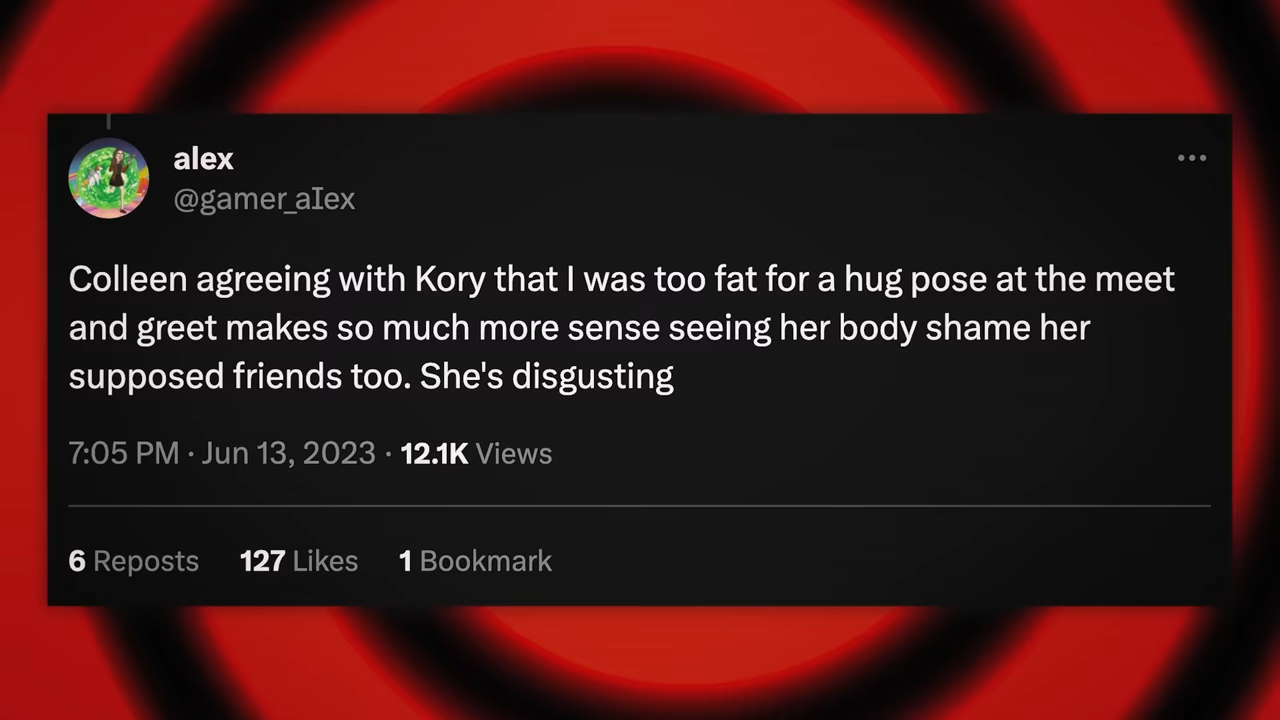 alex
@gamer_aIex
Colleen agreeing with Kory that I was too fat for a hug pose at the meet
and greet makes so much more sense seeing her body shame her
supposed friends too. She's disgusting
7:05 PM · Jun 13, 2023 · 12.1K Views
6 Reposts 127 Likes 1 Bookmark